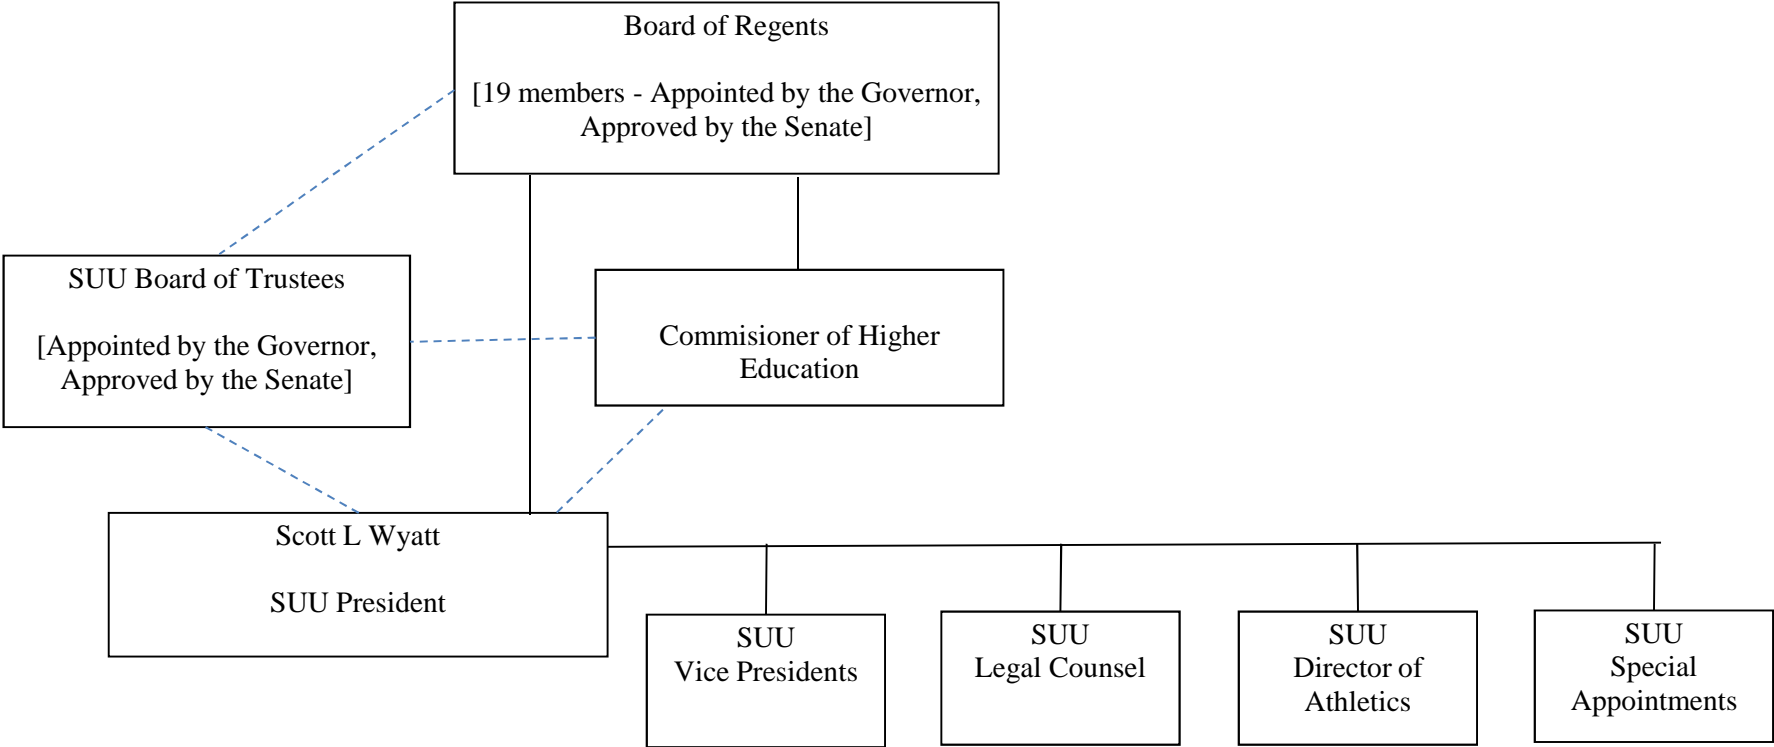 Board of Regents
[19 members - Appointed by the Governor,
Approved by the Senate]
SUU Board of Trustees
[Appointed by the Governor,
Approved by the Senate]
Commisioner of Higher
Education
Scott L Wyatt
SUU President
SUU
Vice Presidents
SUU
Legal Counsel
SUU
Director of
Athletics
SUU
Special
Appointments